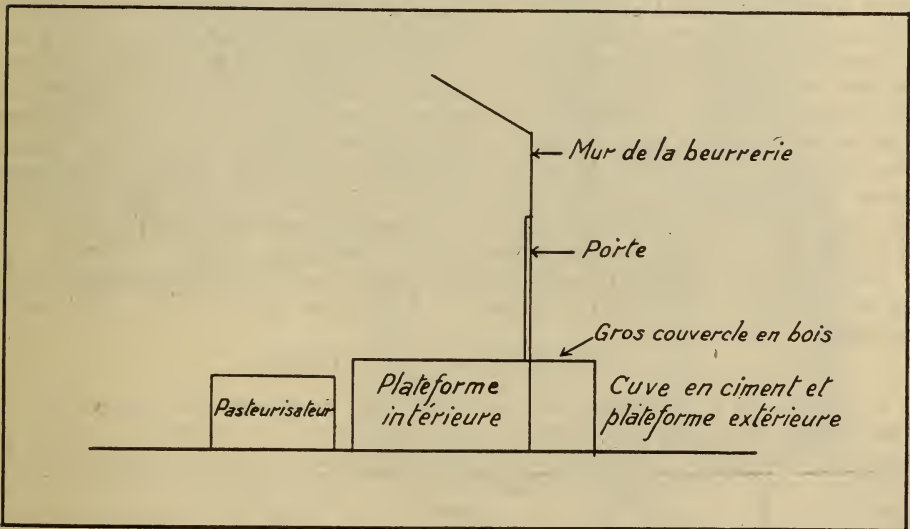 Mur de la beurrerie
Porte
Gros couvercle en bois
Pasteurisateur
Plateforme
intérieure
Cuve en ciment et
plateforme extérieure